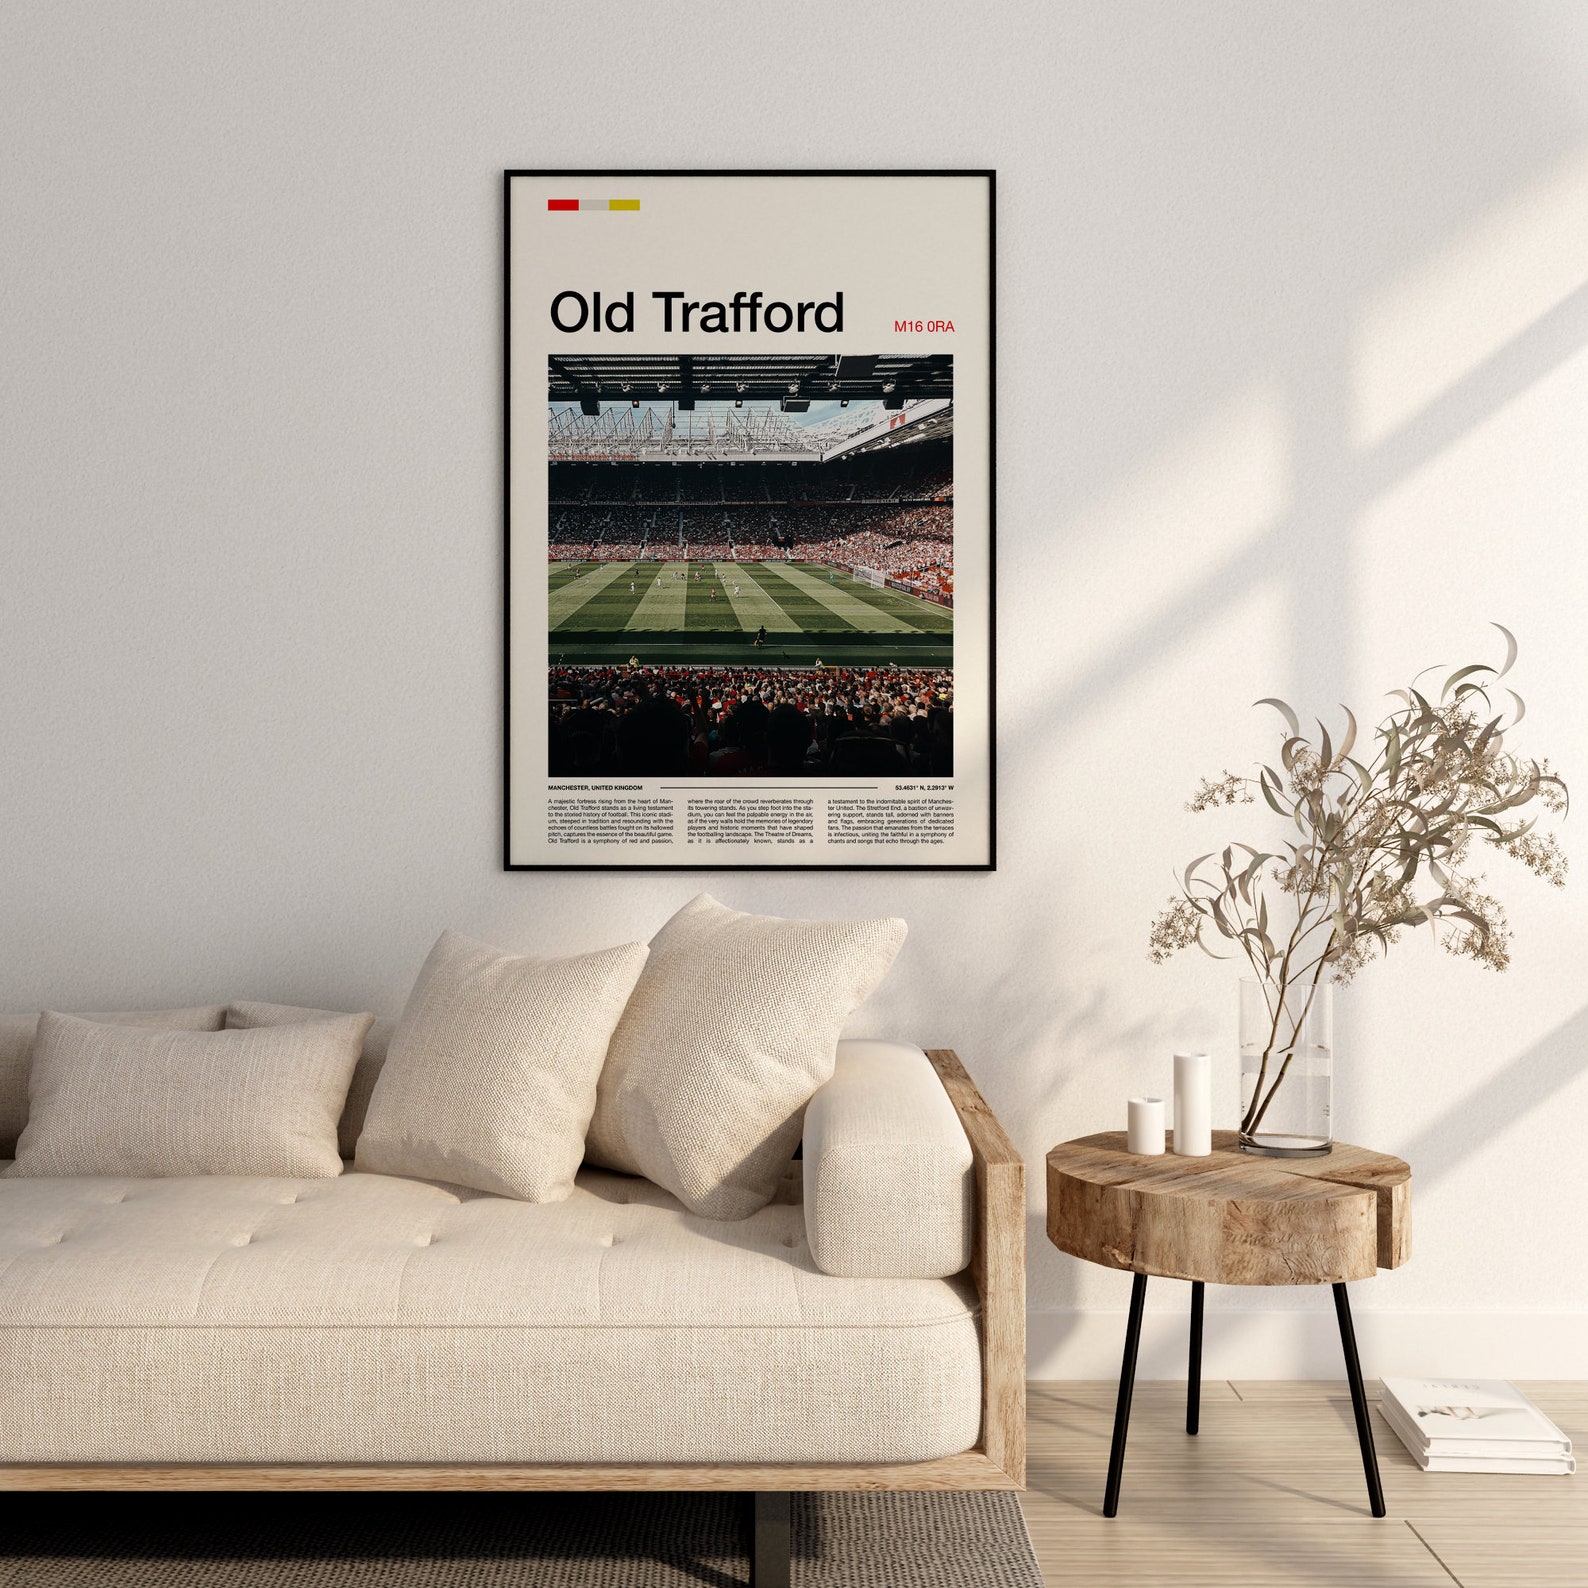 Old Trafford
M16 0RA
MANCHESTER, UNITED KINGDOM
53.4631° N, 2.2913° W
A majestic fortress rising from the heart of Man-
chester, Old Trafford stands as a living testament
to the storied history of football. This iconic stadi-
um, steeped in tradition and resounding with the
echoes of countless battles fought on its hallowed
pitch, captures the essence of the beautiful game.
Old Trafford is a symphony of red and passion,
where the roar of the crowd reverberates through
its towering stands. As you step foot into the sta-
dium, you can feel the palpable energy in the air,
as if the very walls hold the memories of legendary
players and historic moments that have shaped
the footballing landscape. The Theatre of Dreams,
as it is affectionately known, stands as a
a testament to the indomitable spirit of Manches-
ter United. The Stretford End, a bastion of unwav-
ering support, stands tall, adorned with banners
and flags, embracing generations of dedicated
fans. The passion that emanates from the terraces
is infectious, uniting the faithful in a symphony of
chants and songs that echo through the ages.